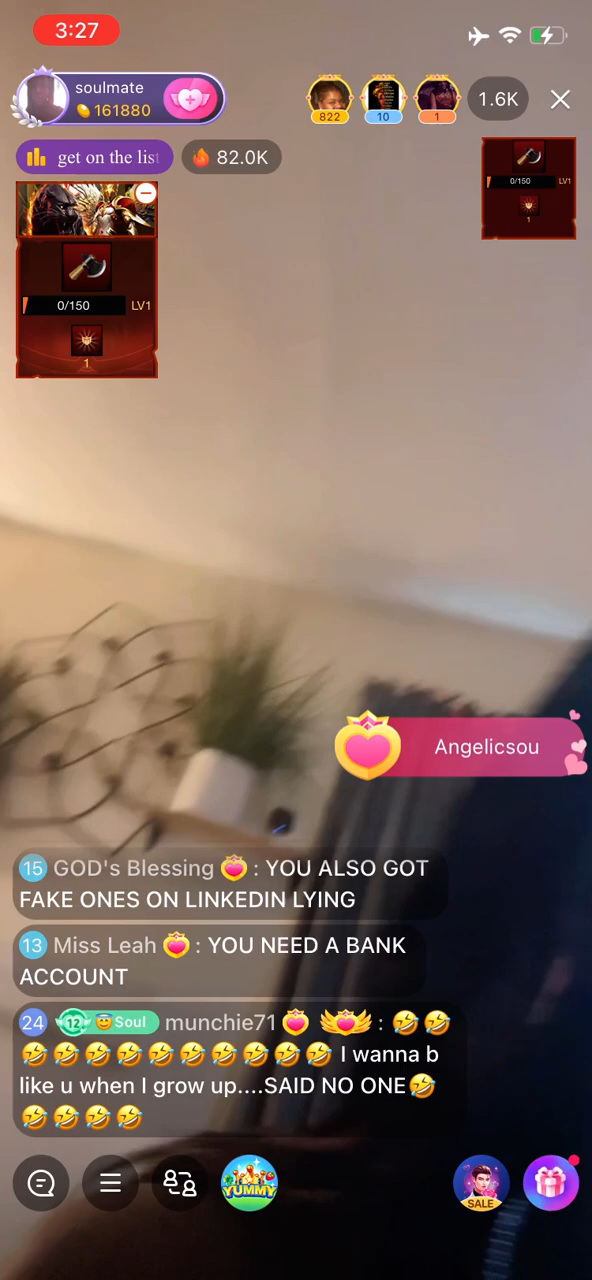 3:27
soulmate
161880
822
10
1
1.6K
get on the list
82.0K
0/150 LV1
1
0/150 LV1
1
Angelicsou
15 GOD's Blessing : YOU ALSO GOT
FAKE ONES ON LINKEDIN LYING
13 Miss Leah : YOU NEED A BANK
ACCOUNT
24 12 😇Soul munchie71 : 🤣🤣
🤣🤣🤣🤣🤣🤣🤣🤣🤣🤣 I wanna b
like u when I grow up....SAID NO ONE🤣
🤣🤣🤣🤣
YUMMY
SALE